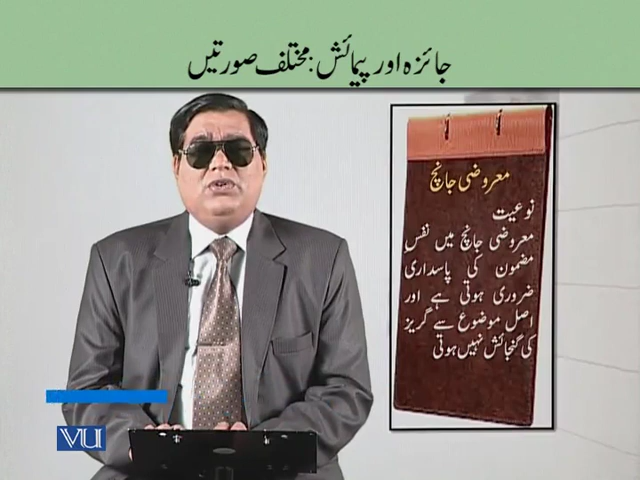 جائزہ اور پیمائش: مختلف صورتیں
معروضی جانچ
نوعیت
معروضی جانچ میں نفسِ
مضمون کی پاسداری
ضروری ہوتی ہے اور
اصل موضوع سے گریز
کی گنجائش نہیں ہوتی
VU